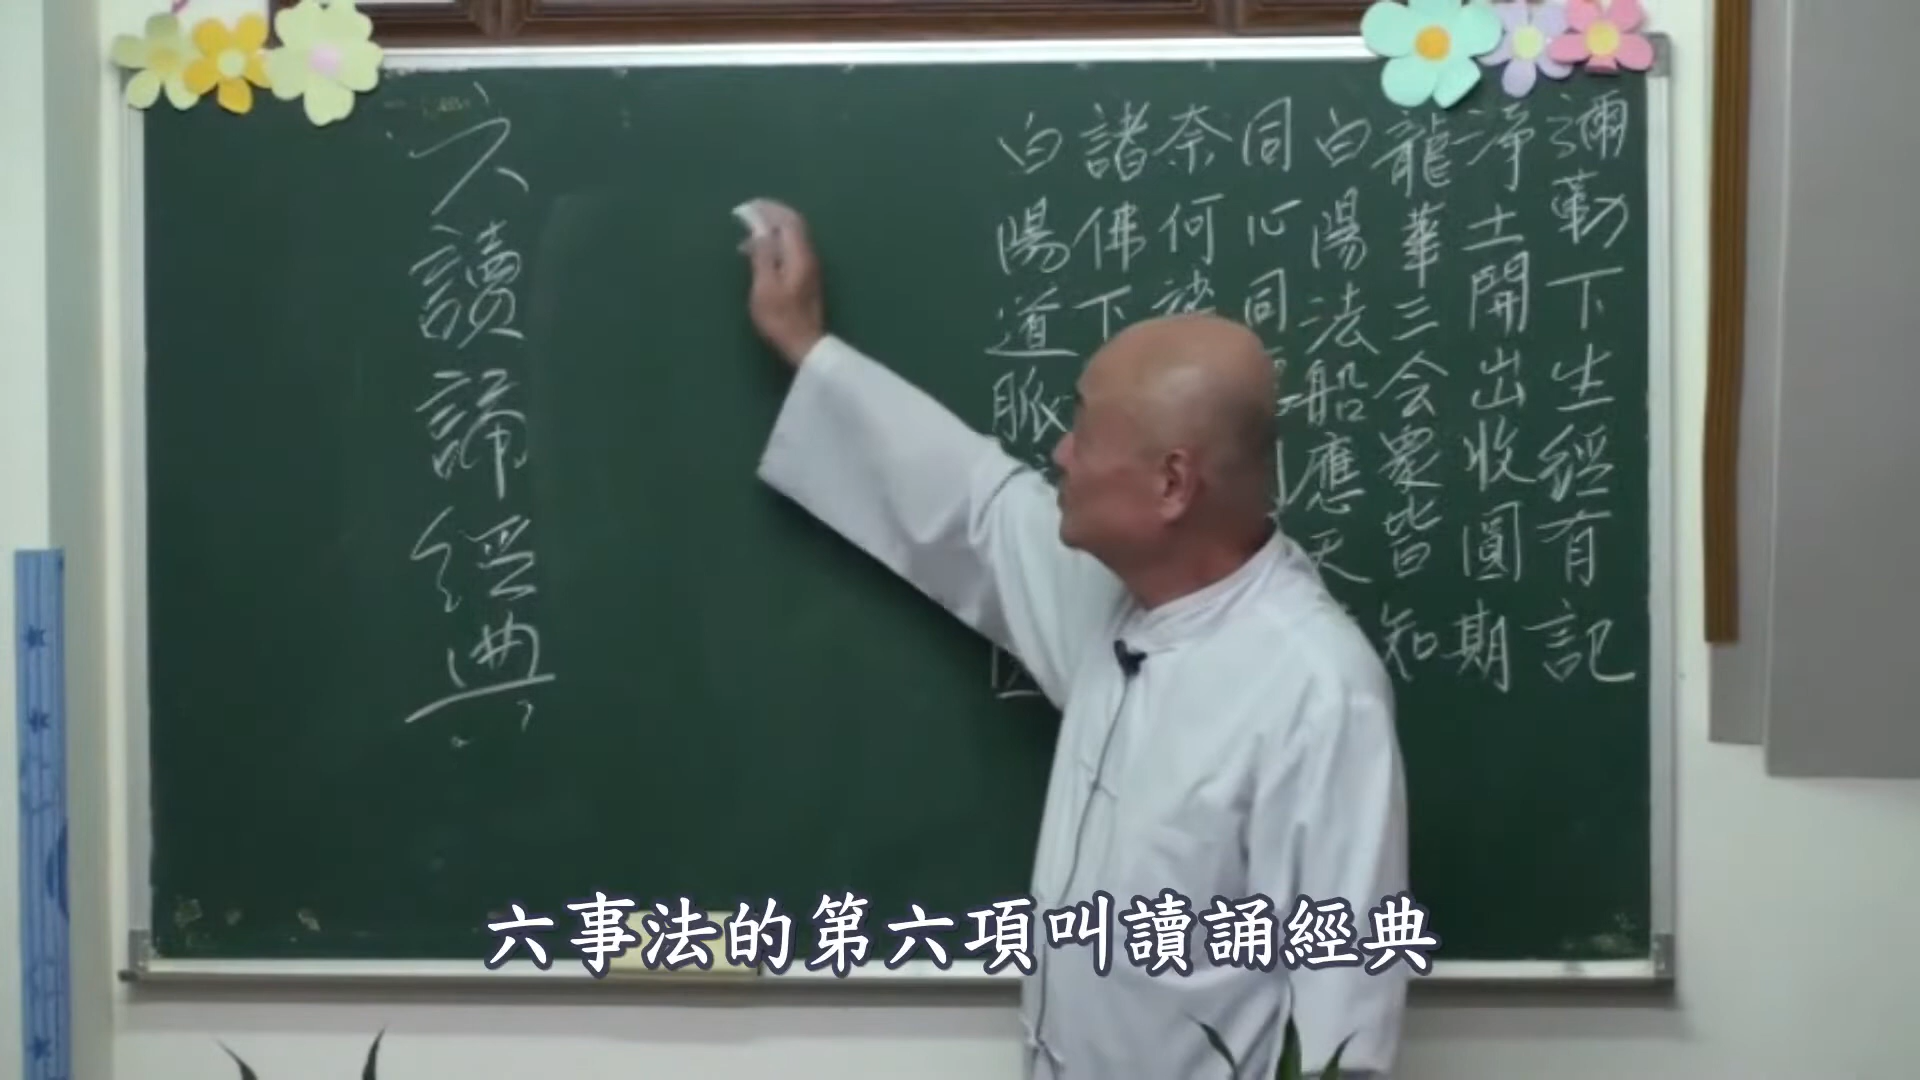 彌勒下生經有記
淨土開出收圓期
龍華三会眾皆知
白陽法船應天
同心同
奈何諸
諸佛下
白陽道脈
六讀諦經典
六事法的第六項叫讀誦經典